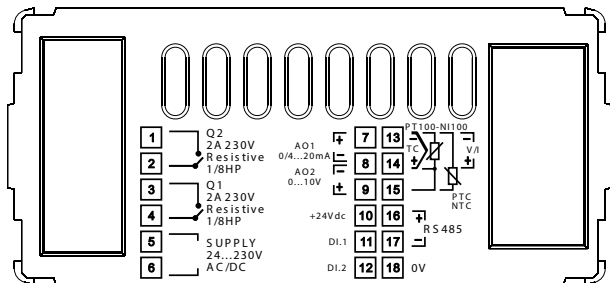 1
Q2
2A 230V
2
Resistive
1/8HP
3
Q1
2A 230V
4
Resistive
1/8HP
5
SUPPLY
24...230V
6
AC/DC
PT100-NI100
AO1
0/4...20mA
+
-
7
13
-
TC
-
V/I
AO2
0...10V
-
+
8
14
+
+
9
15
PTC
NTC
+24Vdc
10
16
+
RS485
DI.1
11
17
-
DI.2
12
18
0V